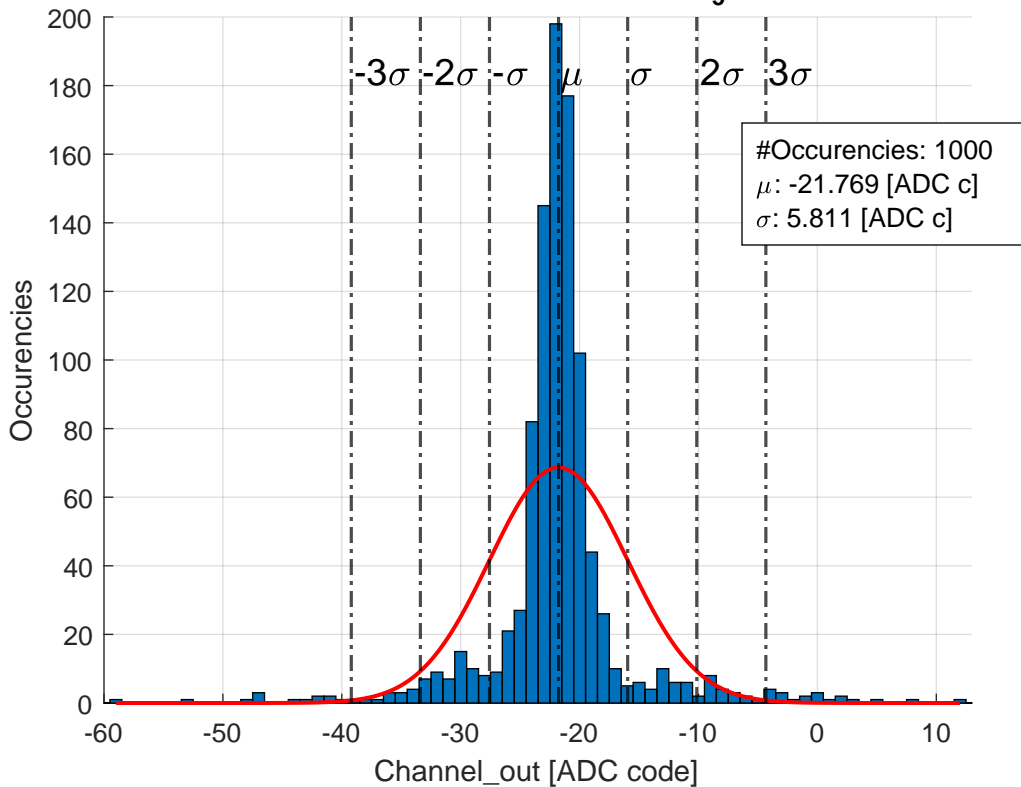 200
180
160
140
120
100
80
60
40
20
0
Occurencies
-3σ -2σ -σ μ σ 2σ 3σ
#Occurencies: 1000
μ: -21.769 [ADC c]
σ: 5.811 [ADC c]
-60 -50 -40 -30 -20 -10 0 10
Channel_out [ADC code]